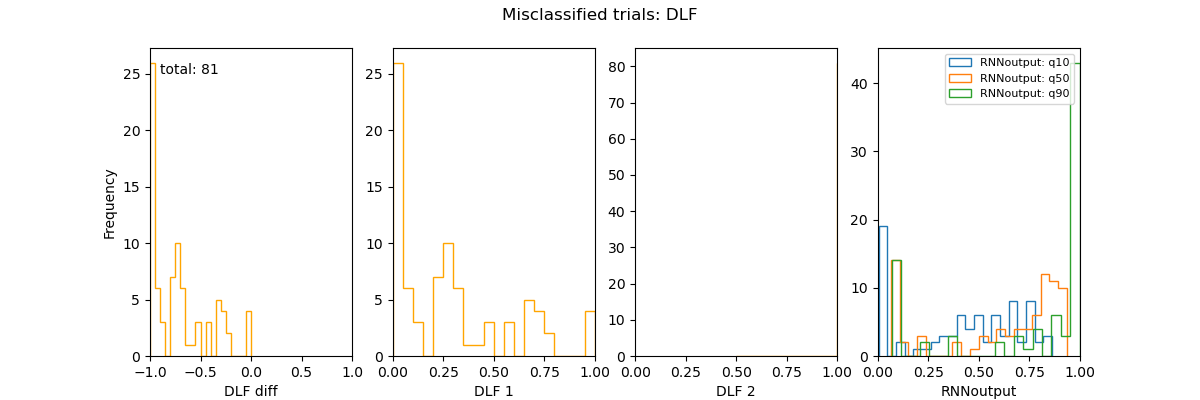 Misclassified trials: DLF
total: 81
Frequency
25
20
15
10
5
0
−1.0 −0.5 0.0 0.5 1.0
DLF diff
25
20
15
10
5
0
0.00 0.25 0.50 0.75 1.00
DLF 1
80
70
60
50
40
30
20
10
0
0.00 0.25 0.50 0.75 1.00
DLF 2
RNNoutput: q10
RNNoutput: q50
RNNoutput: q90
40
30
20
10
0
0.00 0.25 0.50 0.75 1.00
RNNoutput